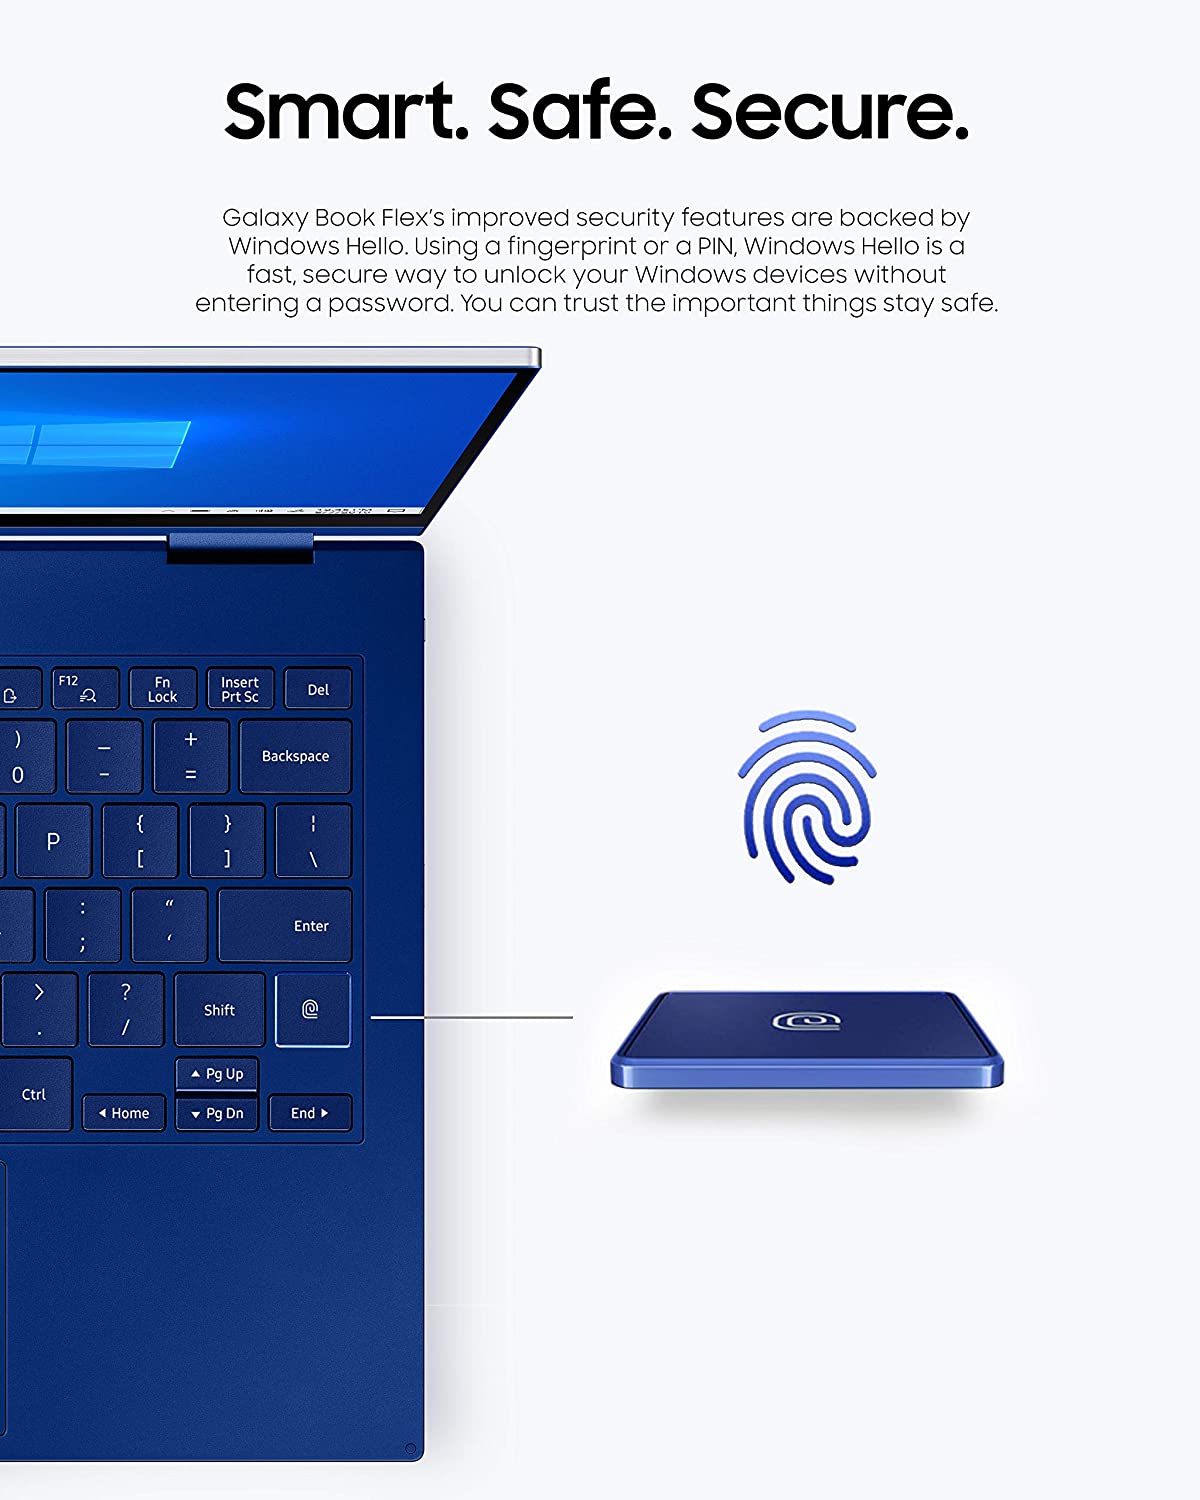 Smart. Safe. Secure.
Galaxy Book Flex's improved security features are backed by
Windows Hello. Using a fingerprint or a PIN, Windows Hello is a
fast, secure way to unlock your Windows devices without
entering a password. You can trust the important things stay safe.
F12
Fn
Lock
Insert
Prt Sc
Del
) _ +
0 - = Backspace
P { } ¦
[ ] \
: “
; ‘ Enter
> ?
. / Shift
Ctrl ▲ Pg Up
◀ Home ▼ Pg Dn End ▶